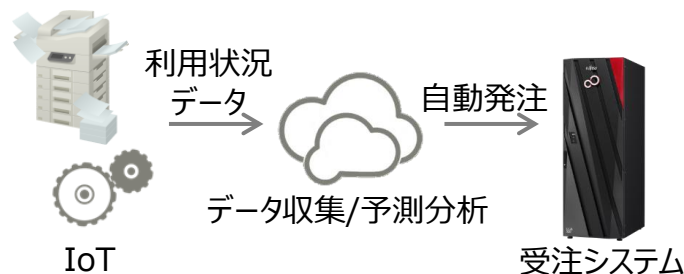 利用状況
データ
自動発注
データ収集/予測分析
IoT
受注システム